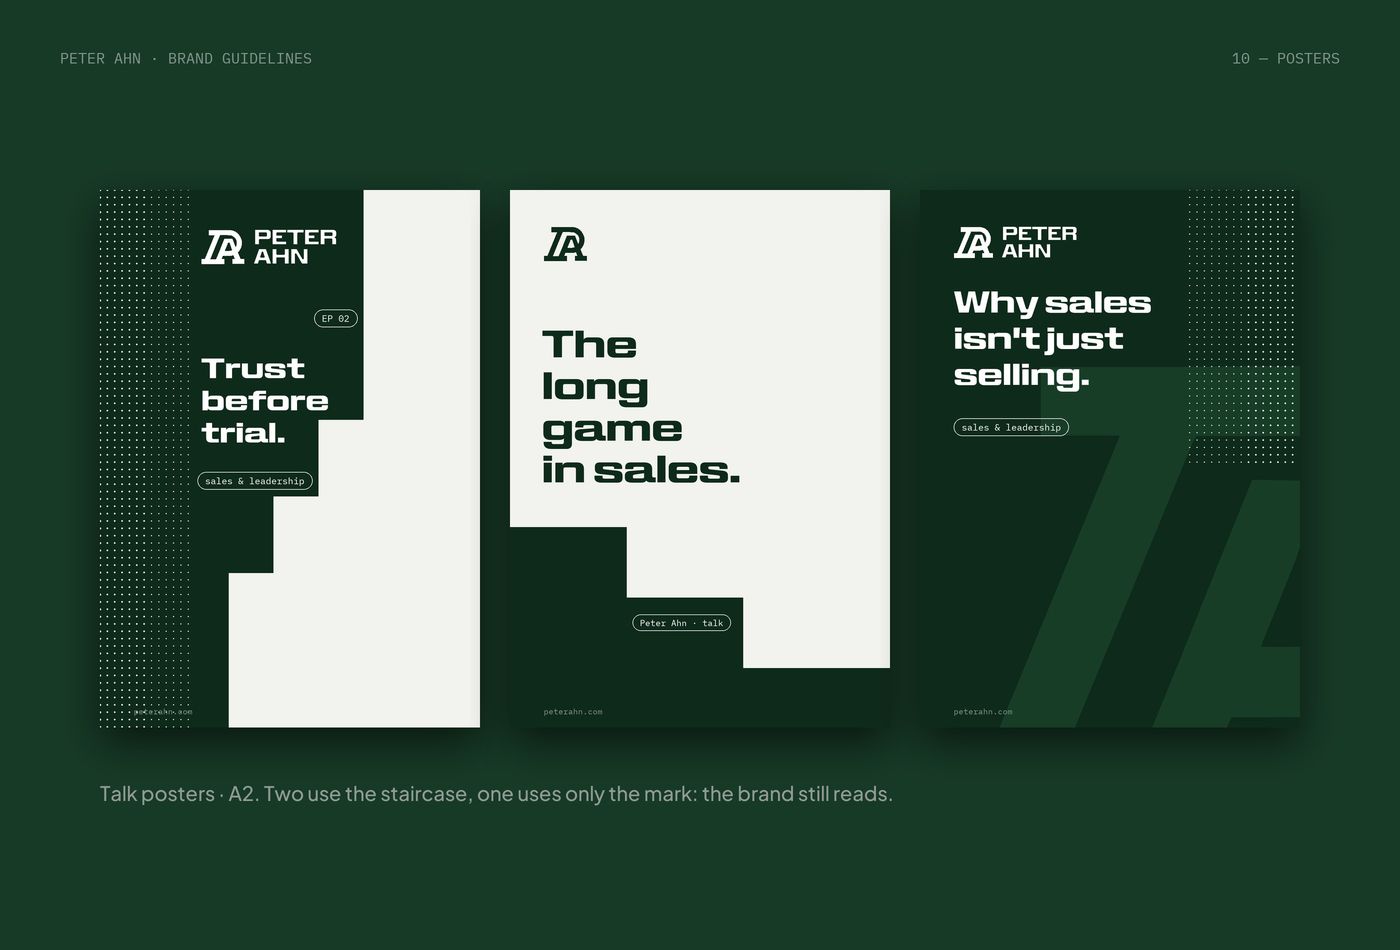 PETER AHN · BRAND GUIDELINES
10 — POSTERS
PETER
AHN
EP 02
Trust
before
trial.
sales & leadership
peterahn.com
The
long
game
in sales.
Peter Ahn · talk
peterahn.com
PETER
AHN
Why sales
isn't just
selling.
sales & leadership
peterahn.com
Talk posters · A2. Two use the staircase, one uses only the mark: the brand still reads.